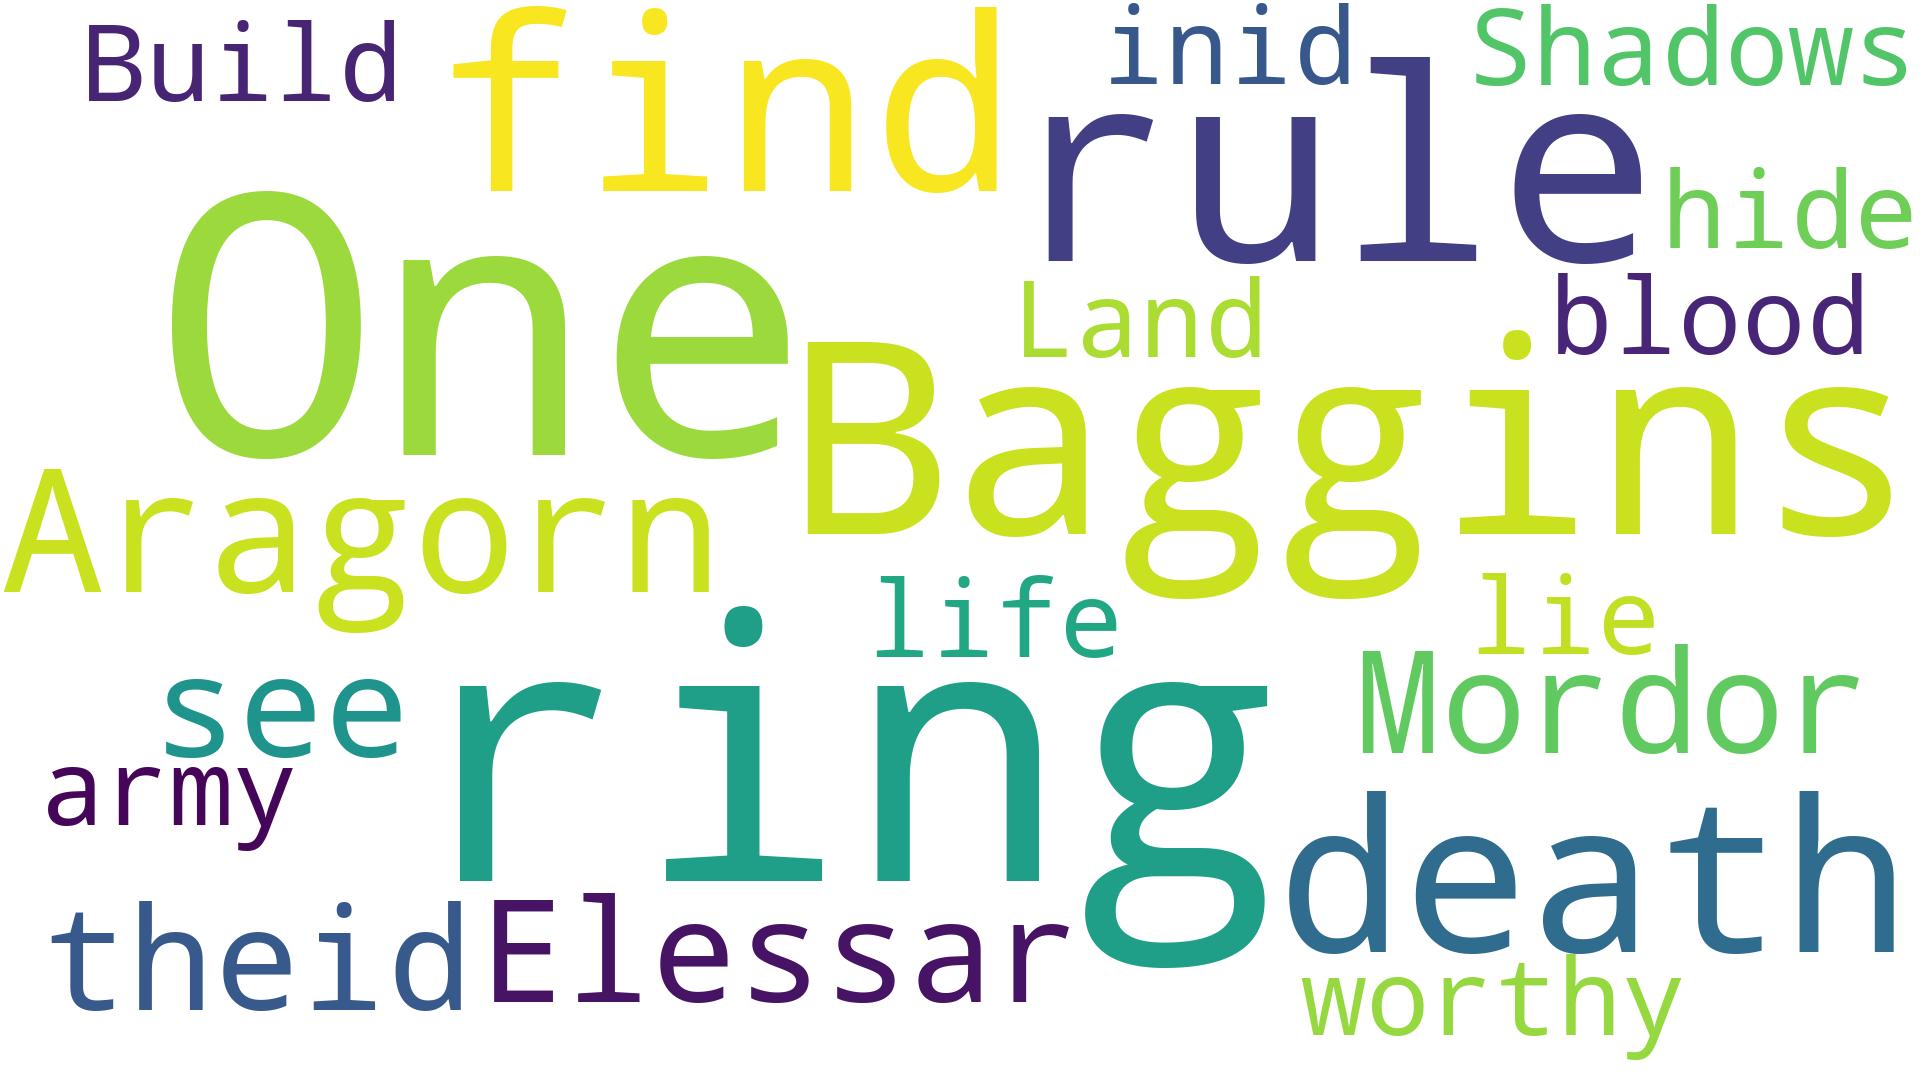 Build
find
inid
Shadows
rule
hide
One
Land
blood
Baggins
Aragorn
life
lie
see
ring
Mordor
army
death
theid
Elessar
worthy